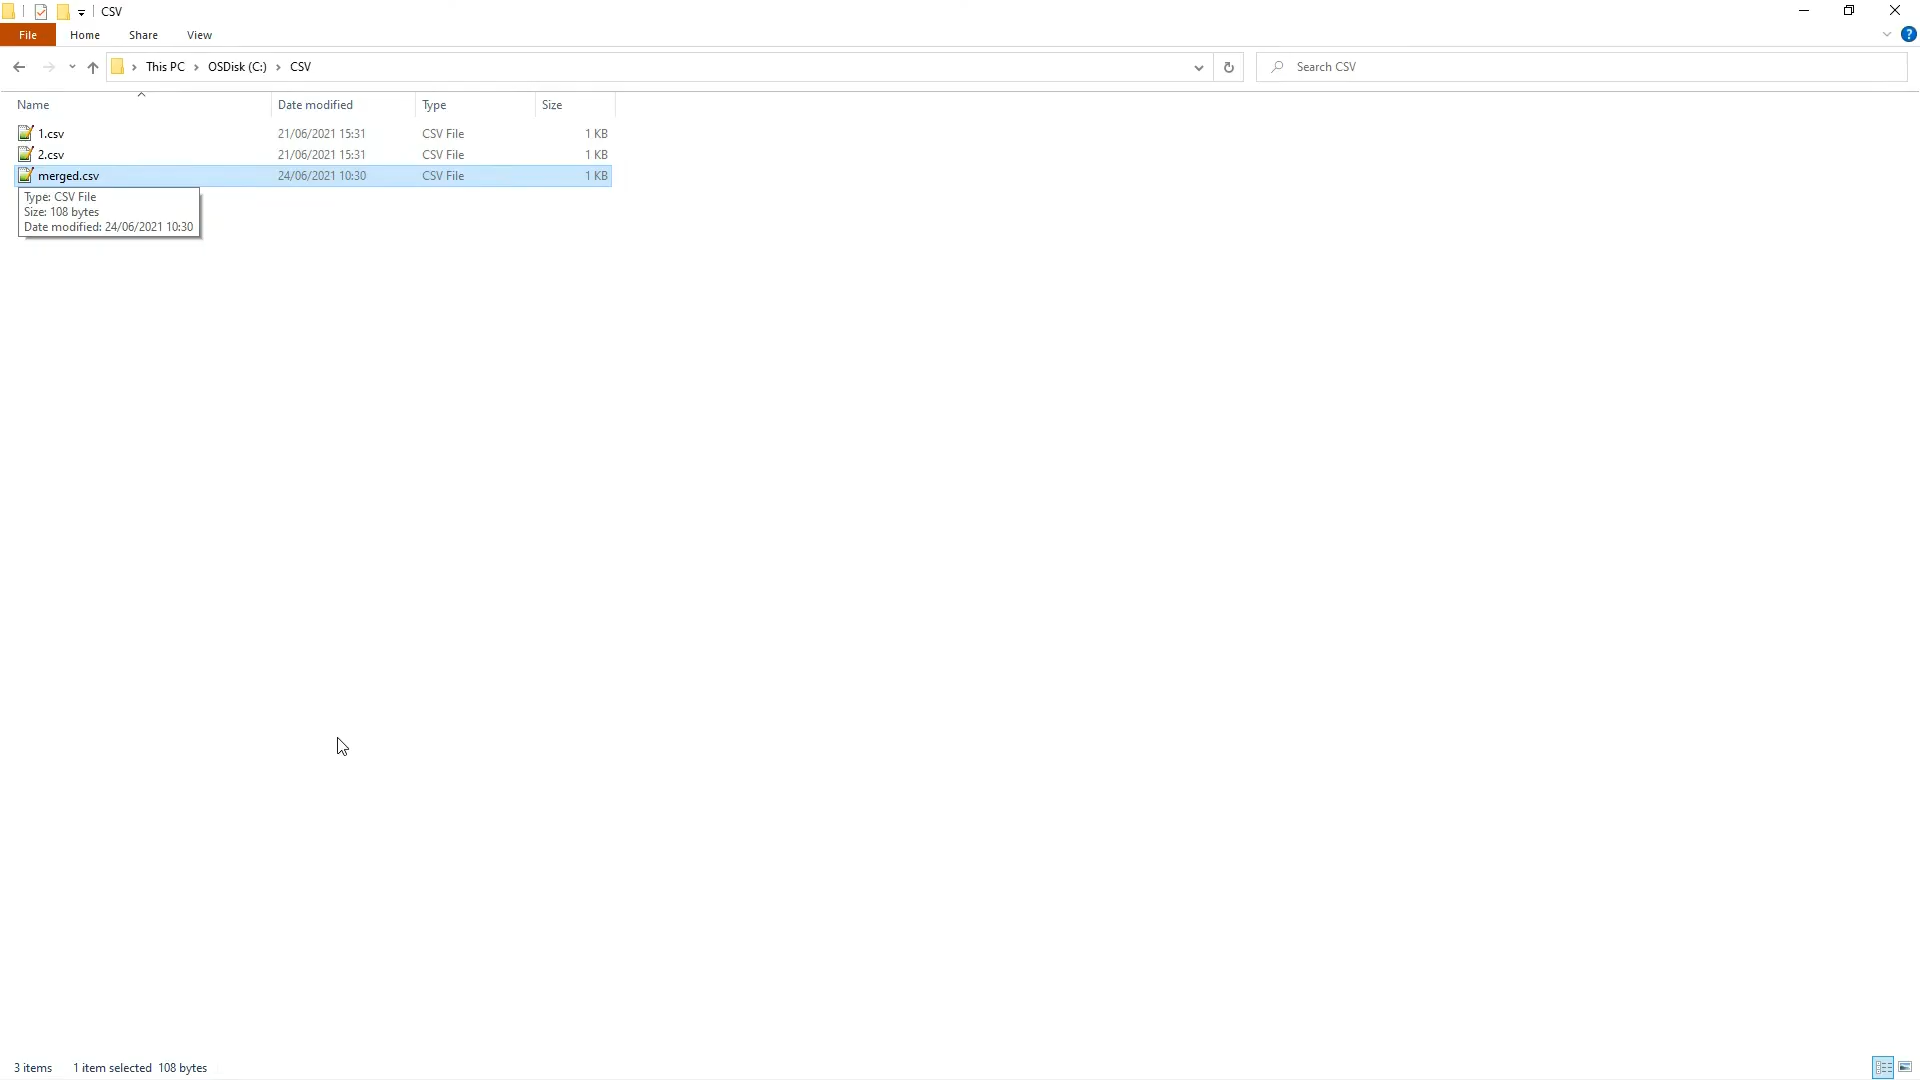 CSV
File Home Share View ?
This PC OSDisk (C:) CSV Search CSV
Name Date modified Type Size
1.csv 21/06/2021 15:31 CSV File 1 KB
2.csv 21/06/2021 15:31 CSV File 1 KB
merged.csv 24/06/2021 10:30 CSV File 1 KB
Type: CSV File
Size: 108 bytes
Date modified: 24/06/2021 10:30
3 items 1 item selected 108 bytes